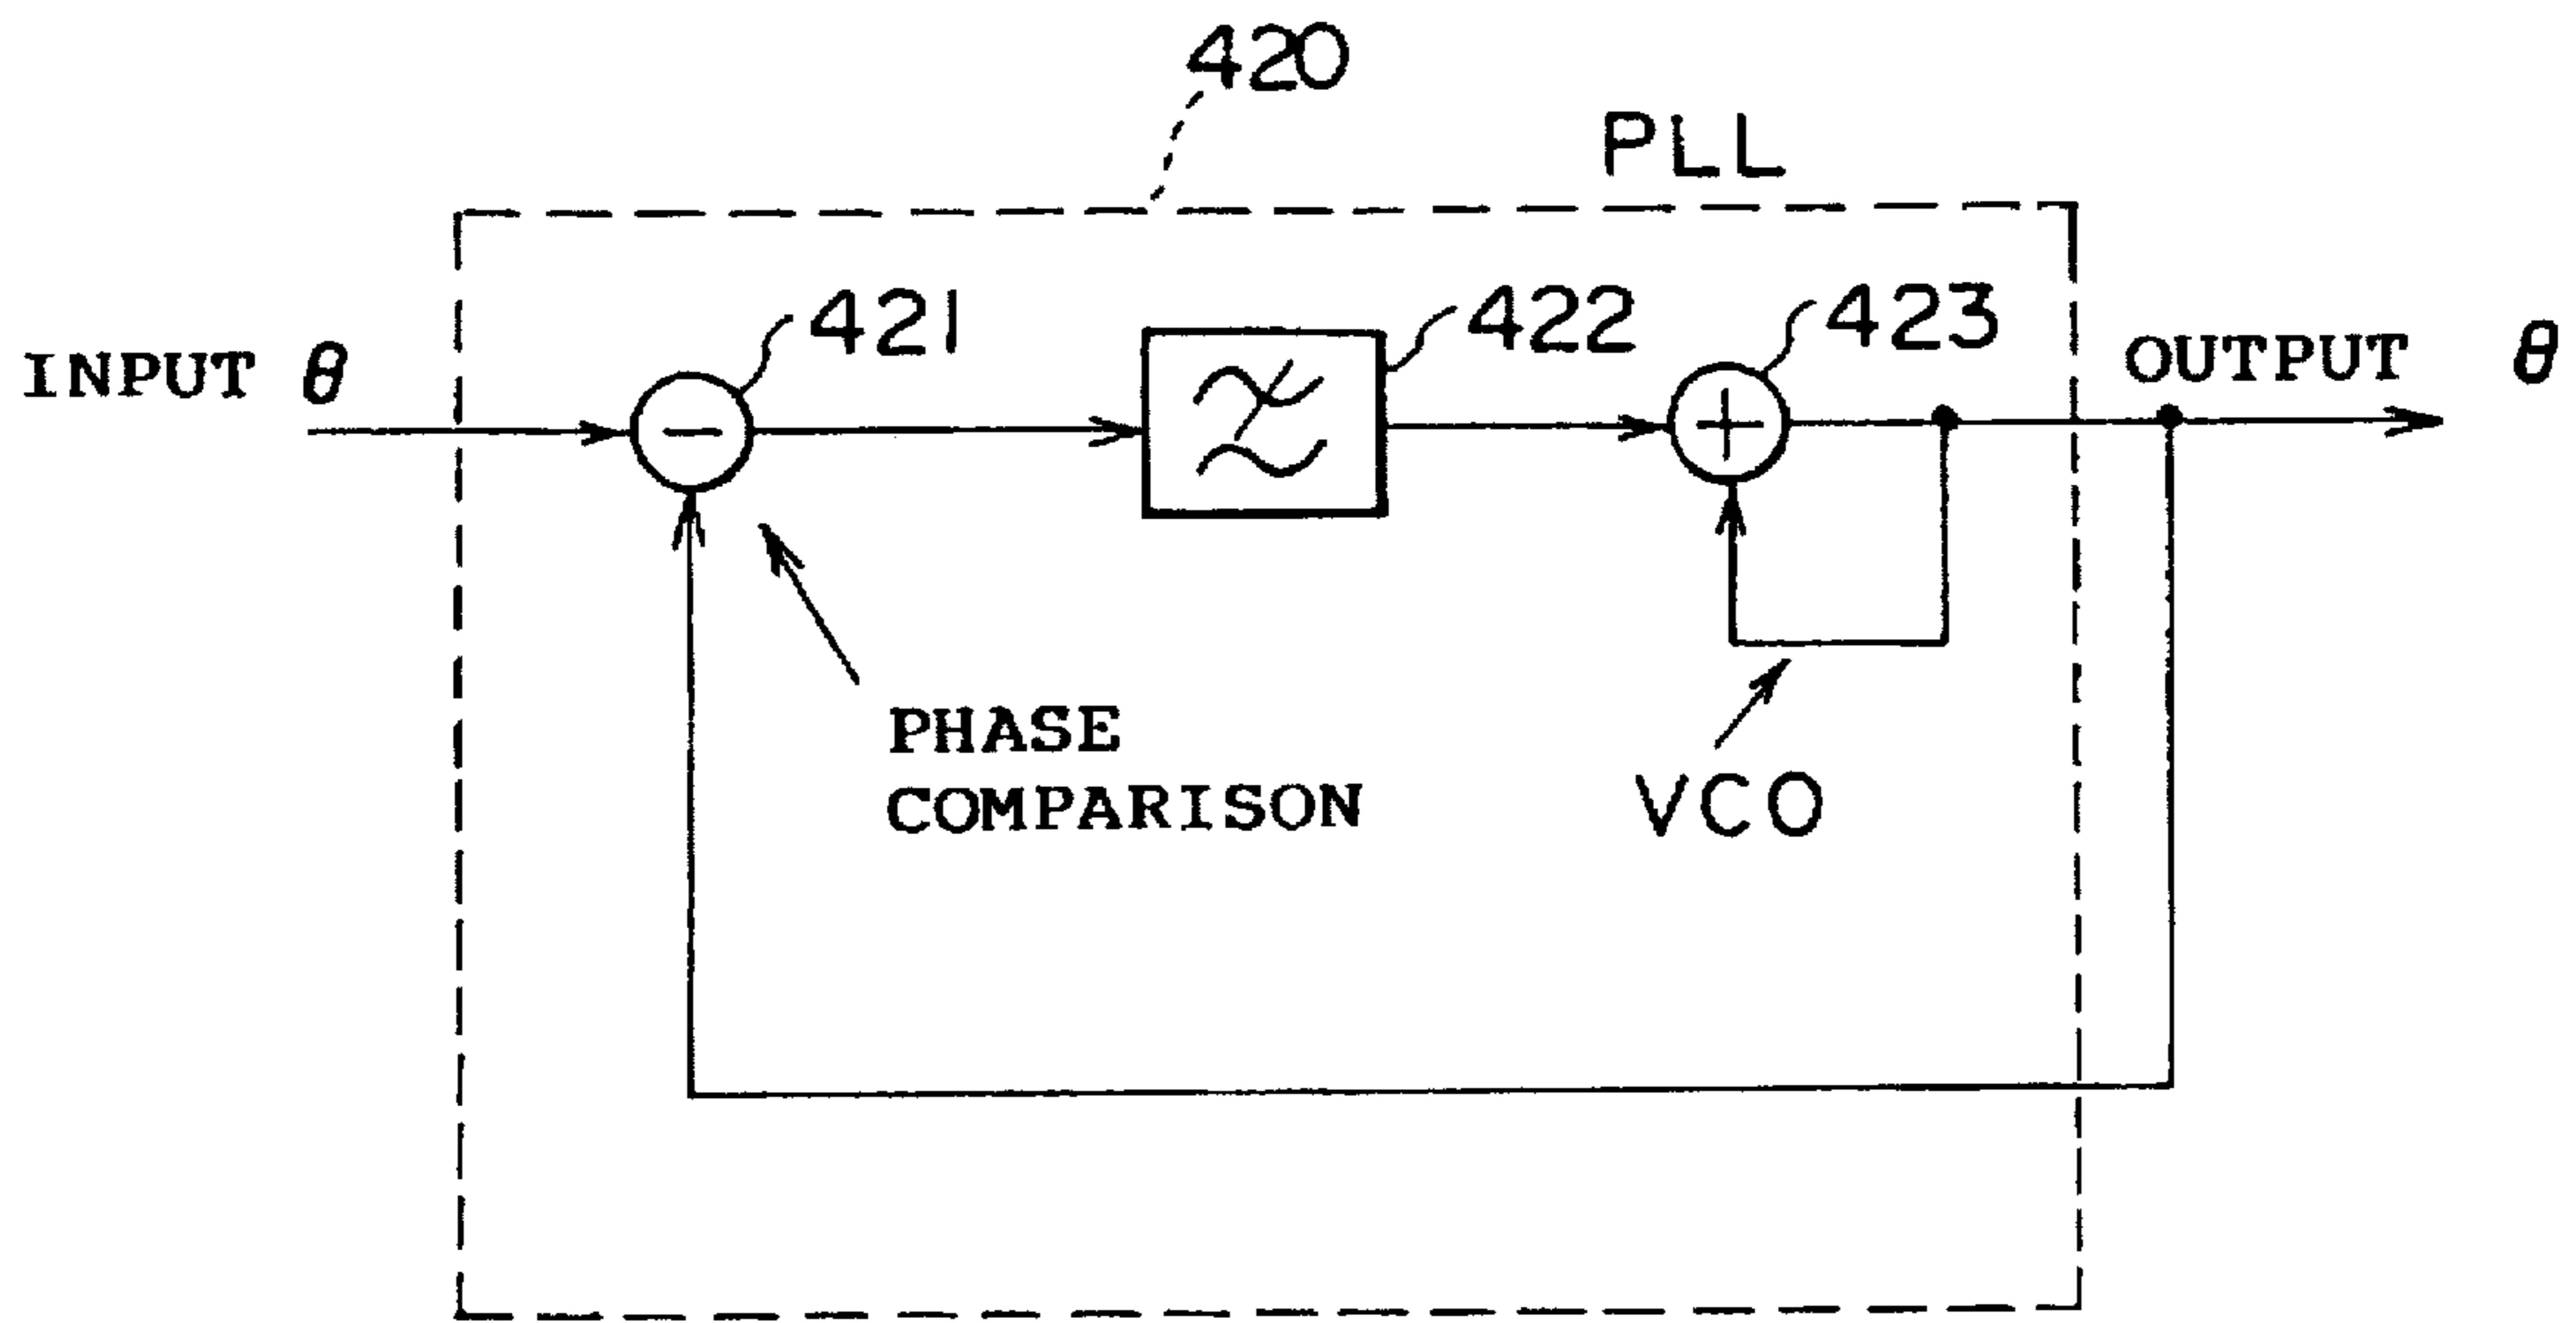 420
PLL
421
422
423
INPUT θ
OUTPUT θ
PHASE
COMPARISON
VCO